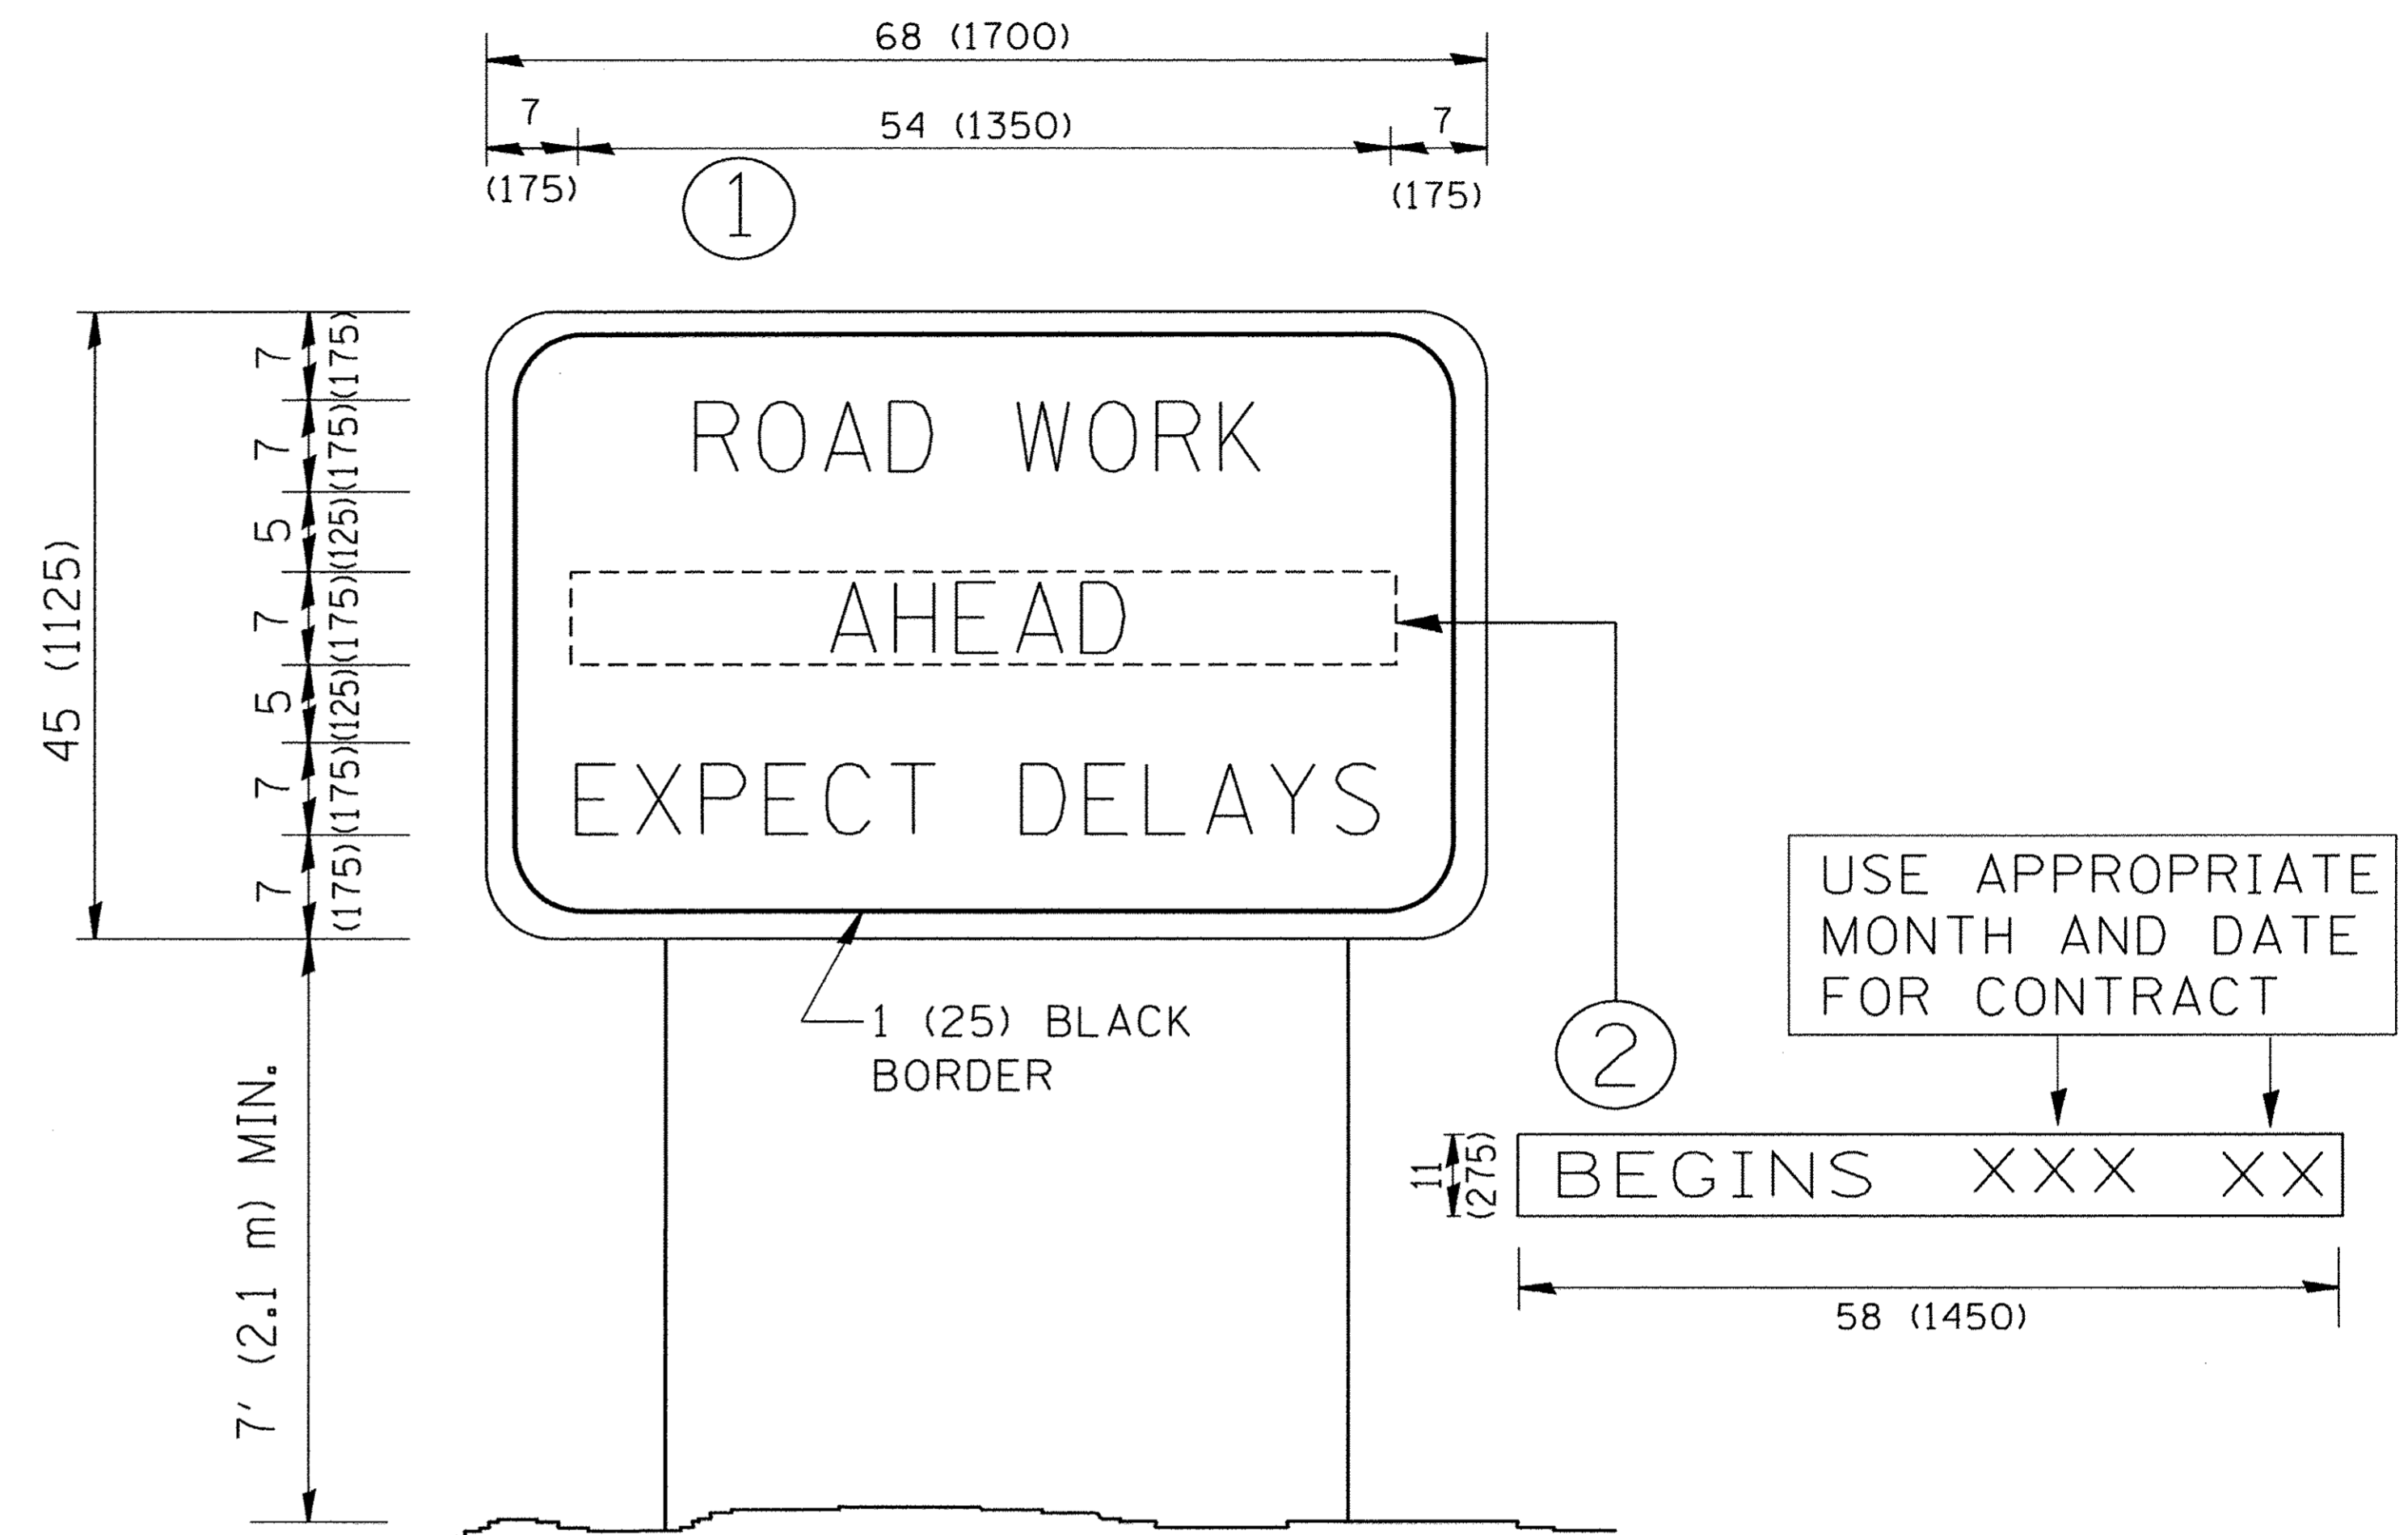 68 (1700)
7
54 (1350)
7
(175)
(175)
1
45 (1125)
7
(175)
7
(175)
5
(125)
7
(175)
5
(125)
7
(175)
7
(175)
ROAD WORK
AHEAD
EXPECT DELAYS
1 (25) BLACK
BORDER
7' (2.1 m) MIN.
USE APPROPRIATE
MONTH AND DATE
FOR CONTRACT
2
11
(275)
BEGINS XXX XX
58 (1450)